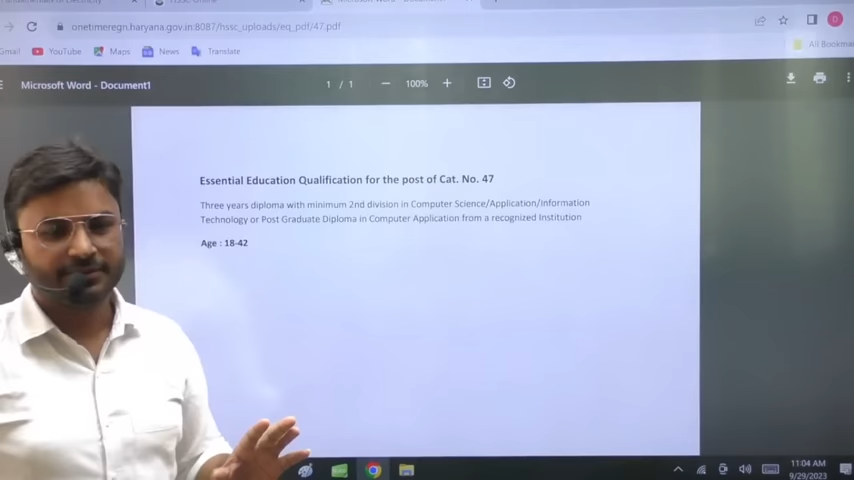 HSSC Online
onetimeregn.haryana.gov.in:8087/hssc_uploads/eq_pdf/47.pdf
D
Gmail YouTube Maps News Translate
All Bookmar
Microsoft Word - Document1
1 / 1
100%
Essential Education Qualification for the post of Cat. No. 47
Three years diploma with minimum 2nd division in Computer Science/Application/Information
Technology or Post Graduate Diploma in Computer Application from a recognized Institution
Age : 18-42
11:04 AM
9/29/2023